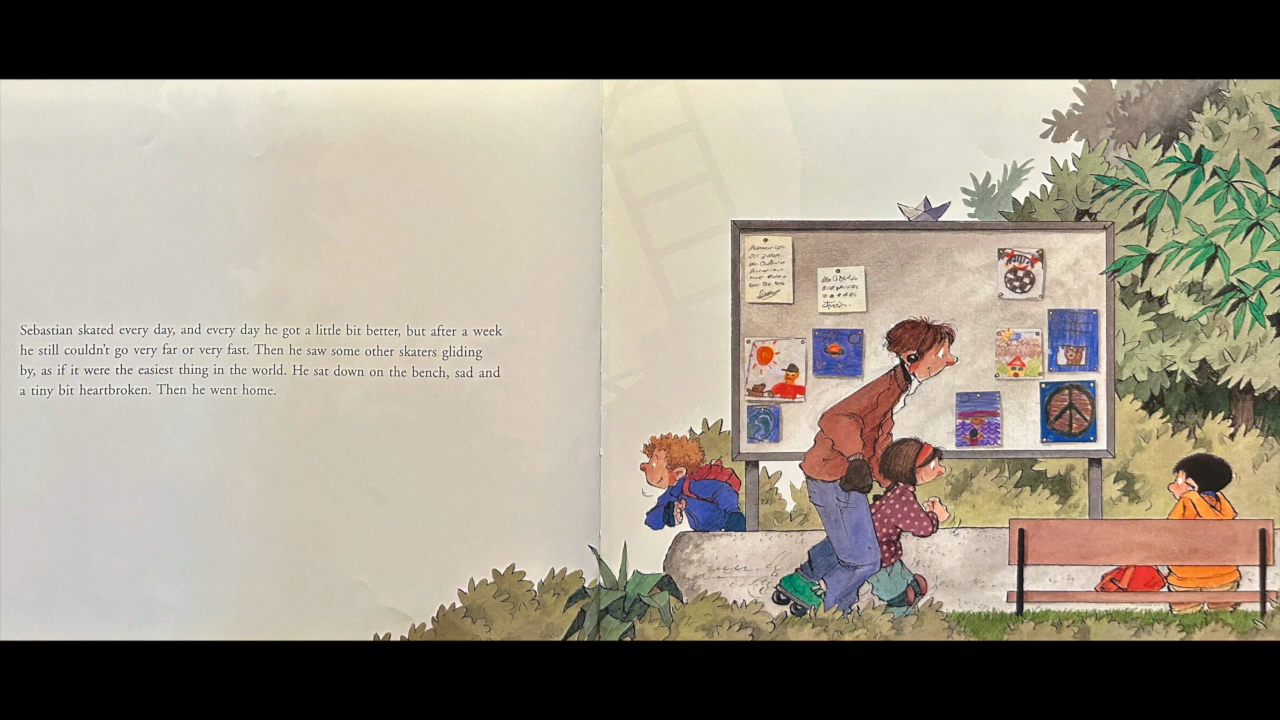 Sebastian skated every day, and every day he got a little bit better, but after a week
he still couldn't go very far or very fast. Then he saw some other skaters gliding
by, as if it were the easiest thing in the world. He sat down on the bench, sad and
a tiny bit heartbroken. Then he went home.